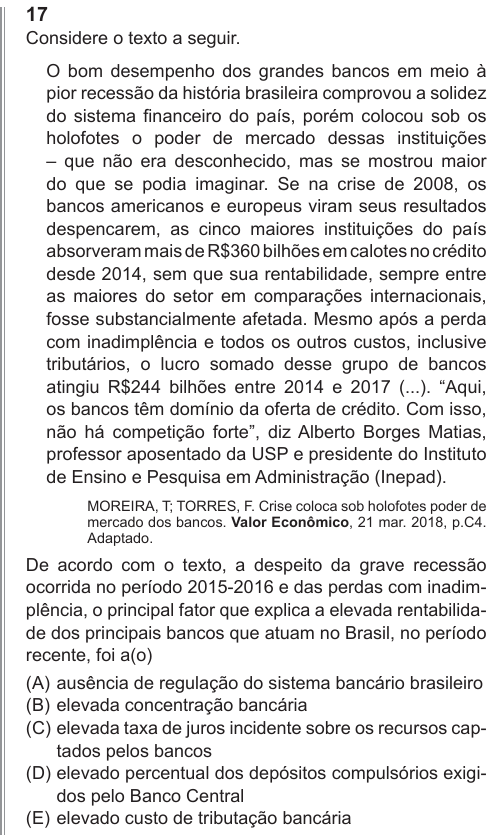 17
Considere o texto a seguir.
O bom desempenho dos grandes bancos em meio à
pior recessão da história brasileira comprovou a solidez
do sistema financeiro do país, porém colocou sob os
holofotes o poder de mercado dessas instituições
– que não era desconhecido, mas se mostrou maior
do que se podia imaginar. Se na crise de 2008, os
bancos americanos e europeus viram seus resultados
despencarem, as cinco maiores instituições do país
absorveram mais de R$360 bilhões em calotes no crédito
desde 2014, sem que sua rentabilidade, sempre entre
as maiores do setor em comparações internacionais,
fosse substancialmente afetada. Mesmo após a perda
com inadimplência e todos os outros custos, inclusive
tributários, o lucro somado desse grupo de bancos
atingiu R$244 bilhões entre 2014 e 2017 (...). “Aqui,
os bancos têm domínio da oferta de crédito. Com isso,
não há competição forte”, diz Alberto Borges Matias,
professor aposentado da USP e presidente do Instituto
de Ensino e Pesquisa em Administração (Inepad).
MOREIRA, T; TORRES, F. Crise coloca sob holofotes poder de
mercado dos bancos. Valor Econômico, 21 mar. 2018, p.C4.
Adaptado.
De acordo com o texto, a despeito da grave recessão
ocorrida no período 2015-2016 e das perdas com inadim-
plência, o principal fator que explica a elevada rentabilida-
de dos principais bancos que atuam no Brasil, no período
recente, foi a(o)
(A) ausência de regulação do sistema bancário brasileiro
(B) elevada concentração bancária
(C) elevada taxa de juros incidente sobre os recursos cap-
tados pelos bancos
(D) elevado percentual dos depósitos compulsórios exigi-
dos pelo Banco Central
(E) elevado custo de tributação bancária